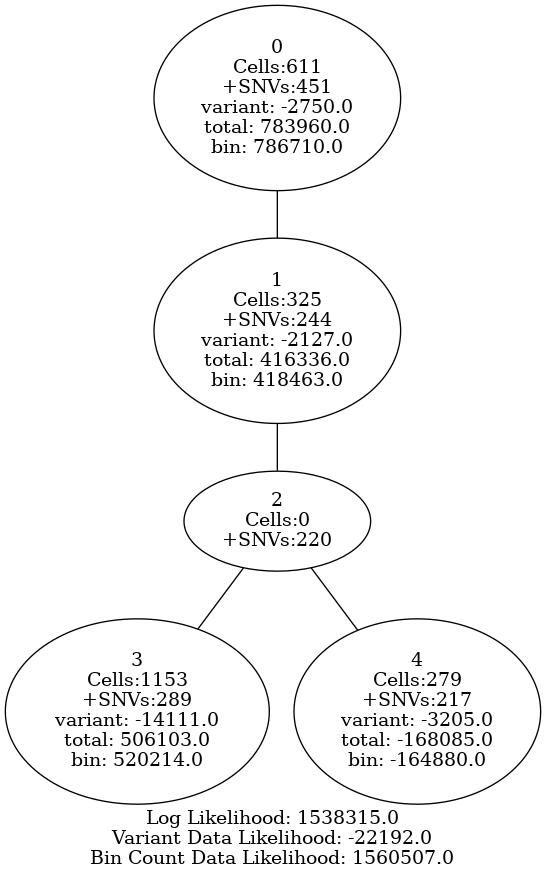 0
Cells:611
+SNVs:451
variant: -2750.0
total: 783960.0
bin: 786710.0
1
Cells:325
+SNVs:244
variant: -2127.0
total: 416336.0
bin: 418463.0
2
Cells:0
+SNVs:220
3
Cells:1153
+SNVs:289
variant: -14111.0
total: 506103.0
bin: 520214.0
4
Cells:279
+SNVs:217
variant: -3205.0
total: -168085.0
bin: -164880.0
Log Likelihood: 1538315.0
Variant Data Likelihood: -22192.0
Bin Count Data Likelihood: 1560507.0